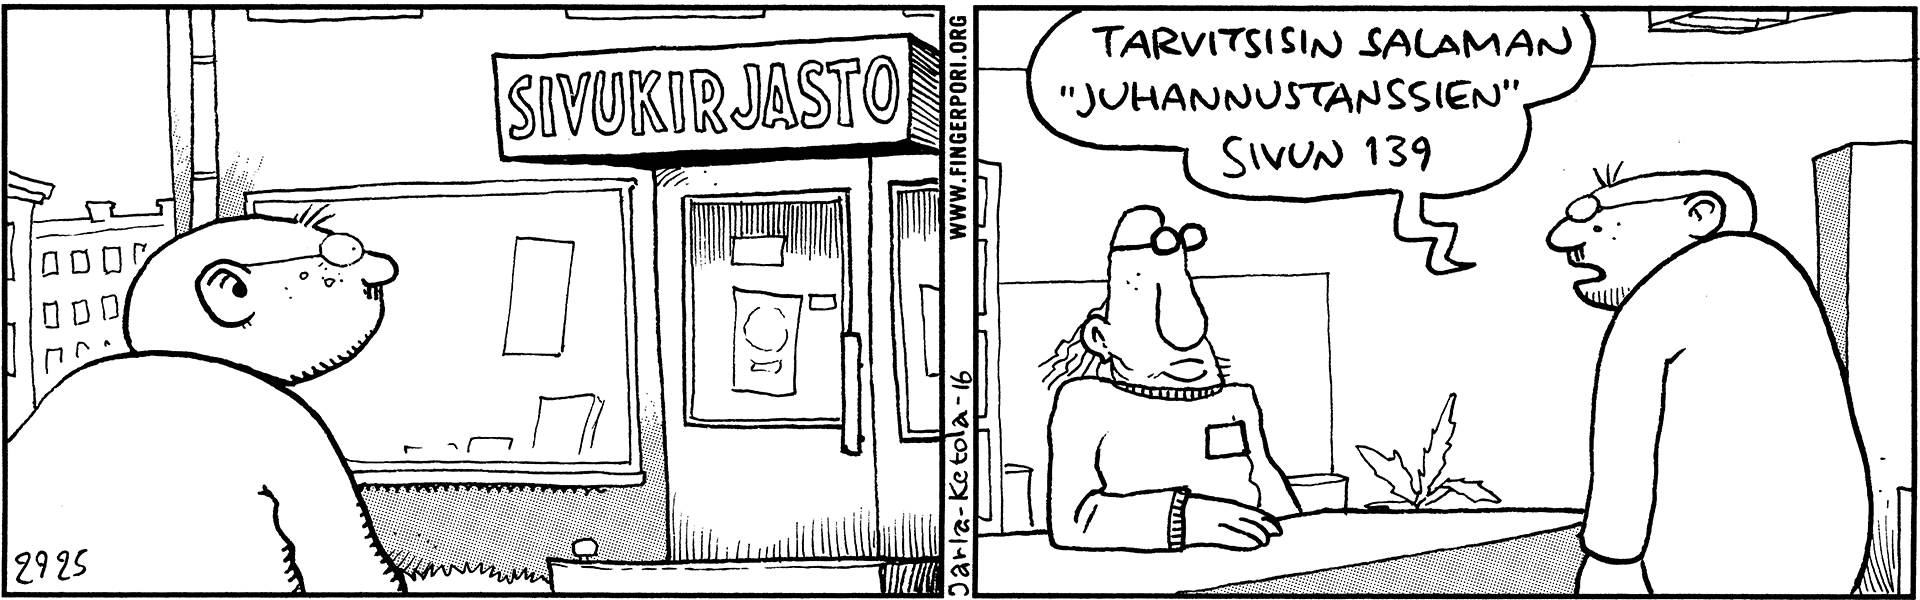 SIVUKIRJASTO
2925
WWW.FINGERPORI.ORG
Jarla-Ketola-16
TARVITSISIN SALAMAN
"JUHANNUSTANSSIEN"
SIVUN 139